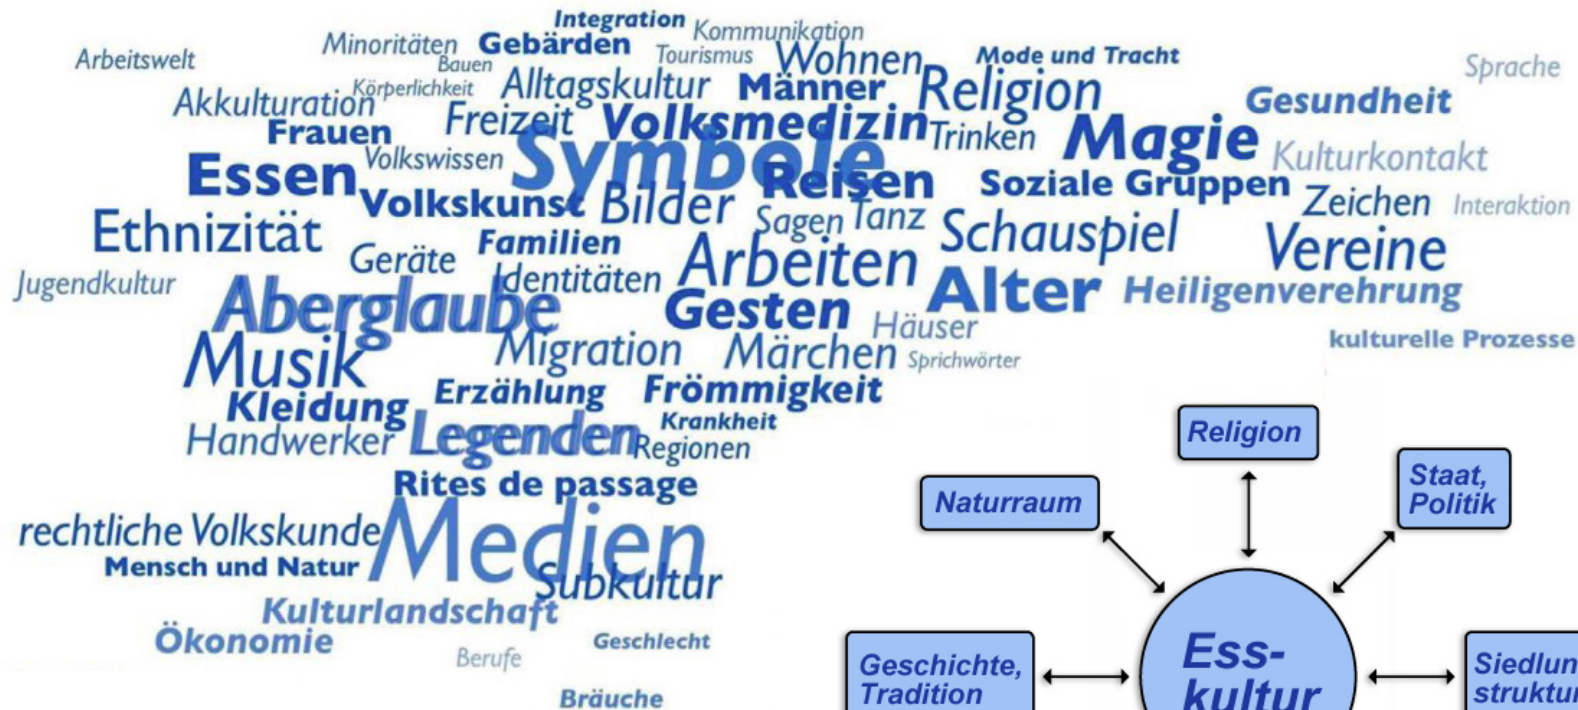 Integration
Kommunikation
Minoritäten
Gebärden
Arbeitswelt
Bauen
Tourismus
Wohnen
Mode und Tracht
Sprache
Körperlichkeit
Alltagskultur
Männer
Religion
Akkulturation
Freizeit
Volksmedizin
Trinken
Magie
Gesundheit
Frauen
Volkswissen
Symbole
Kulturkontakt
Essen
Reisen
Soziale Gruppen
Volkskunst
Bilder
Zeichen
Interaktion
Ethnizität
Sagen
Tanz
Schauspiel
Vereine
Geräte
Familien
Arbeiten
Jugendkultur
Identitäten
Aberglaube
Gesten
Alter
Heiligenverehrung
Häuser
kulturelle Prozesse
Musik
Migration
Märchen
Sprichwörter
Kleidung
Erzählung
Frömmigkeit
Handwerker
Legenden
Krankheit
Regionen
Rites de passage
rechtliche Volkskunde
Medien
Mensch und Natur
Subkultur
Kulturlandschaft
Ökonomie
Berufe
Geschlecht
Bräuche
Religion
Naturraum
Staat,
Politik
Geschichte,
Tradition
Ess-
kultur